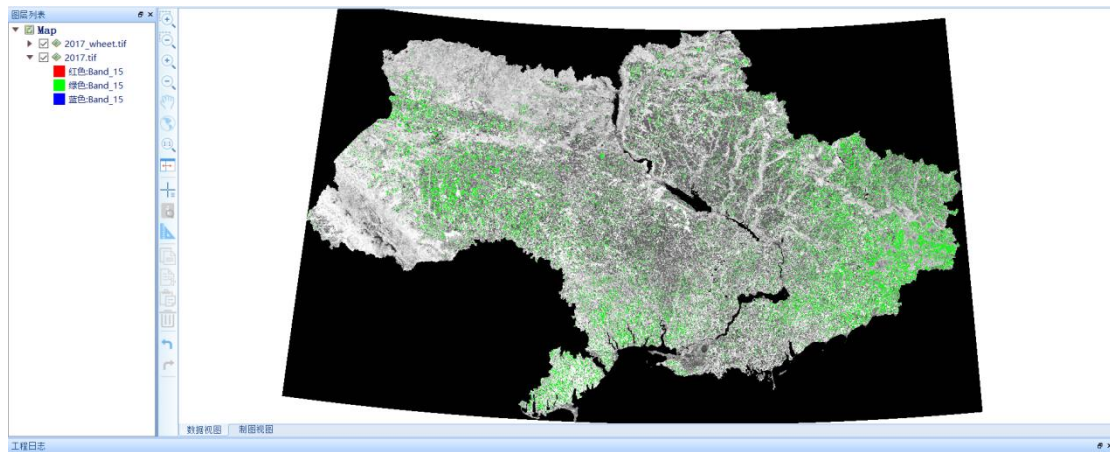 图层列表
Map
2017_wheet.tif
2017.tif
红色:Band_15
绿色:Band_15
蓝色:Band_15
数据视图 制图视图
工程日志